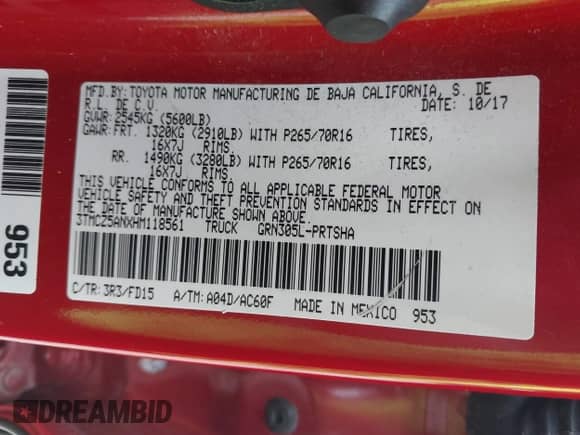 MFD.BY:TOYOTA MOTOR MANUFACTURING DE BAJA CALIFORNIA, S. DE
R.L. DE C.V. DATE: 10/17
GVWR:2545KG (5600LB)
GAWR:FRT. 1320KG (2910LB) WITH P265/70R16 TIRES,
16X7J RIMS.
RR. 1490KG (3280LB) WITH P265/70R16 TIRES,
16X7J RIMS.
THIS VEHICLE CONFORMS TO ALL APPLICABLE FEDERAL MOTOR
VEHICLE SAFETY AND THEFT PREVENTION STANDARDS IN EFFECT ON
THE DATE OF MANUFACTURE SHOWN ABOVE.
3TMCZ5ANXHM118561 TRUCK GRN305L-PRTSHA
C/TR: 3R3/FD15 A/TM: A04D/AC60F MADE IN MEXICO 953
953
DREAMBID